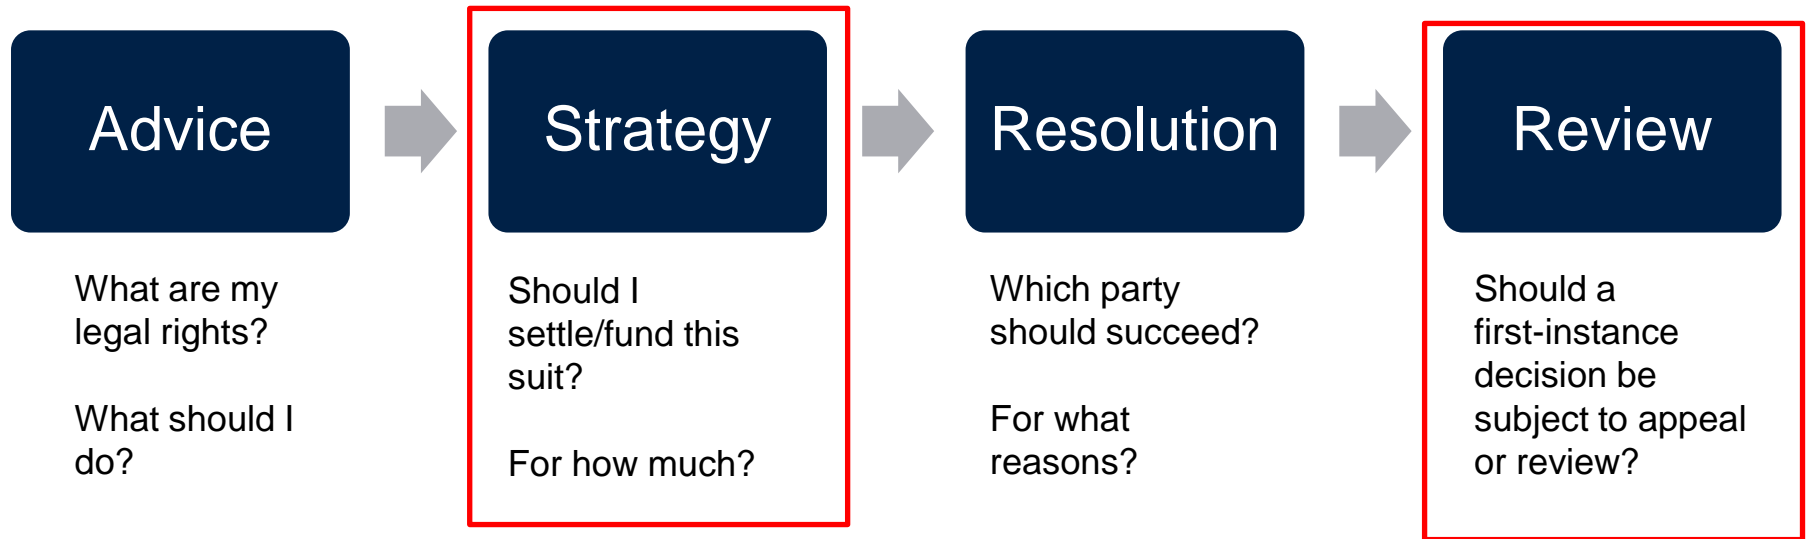 Advice
Strategy
Resolution
Review
What are my
legal rights?
What should I
do?
Should I
settle/fund this
suit?
For how much?
Which party
should succeed?
For what
reasons?
Should a
first-instance
decision be
subject to appeal
or review?